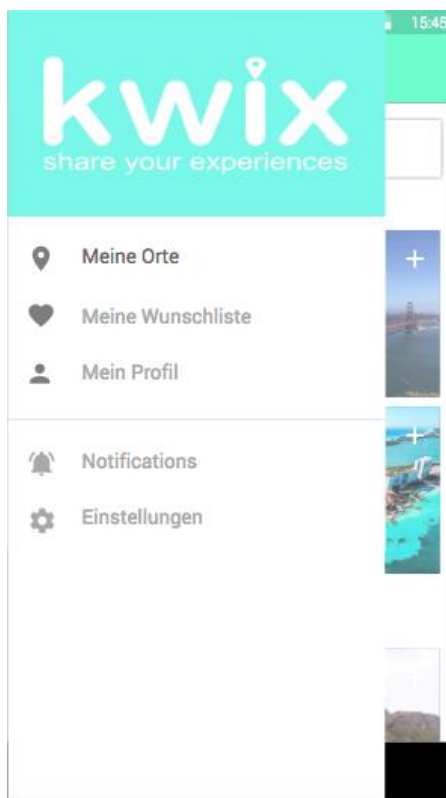 15:45
kwix
share your experiences
Meine Orte
Meine Wunschliste
Mein Profil
Notifications
Einstellungen